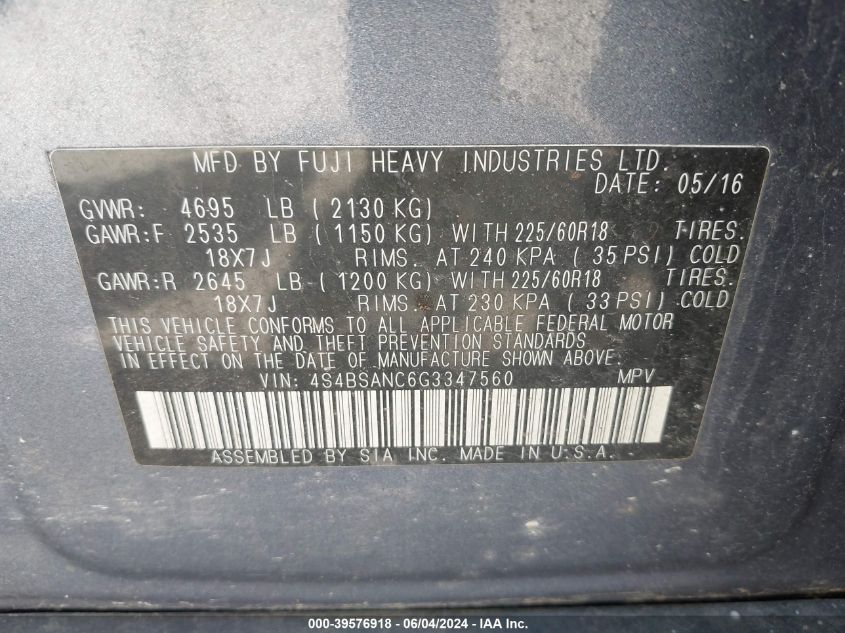 MFD BY FUJI HEAVY INDUSTRIES LTD.
DATE: 05/16
GVWR: 4695 LB ( 2130 KG)
GAWR:F 2535 LB ( 1150 KG) WITH 225/60R18 TIRES.
18X7J RIMS. AT 240 KPA ( 35 PSI) COLD
GAWR:R 2645 LB ( 1200 KG) WITH 225/60R18 TIRES.
18X7J RIMS. AT 230 KPA ( 33 PSI) COLD
THIS VEHICLE CONFORMS TO ALL APPLICABLE FEDERAL MOTOR
VEHICLE SAFETY AND THEFT PREVENTION STANDARDS
IN EFFECT ON THE DATE OF MANUFACTURE SHOWN ABOVE.
VIN: 4S4BSANC6G3347560 MPV
ASSEMBLED BY SIA INC. MADE IN U.S.A.
000-39576918 - 06/04/2024 - COPYRIGHT IAA, LLC